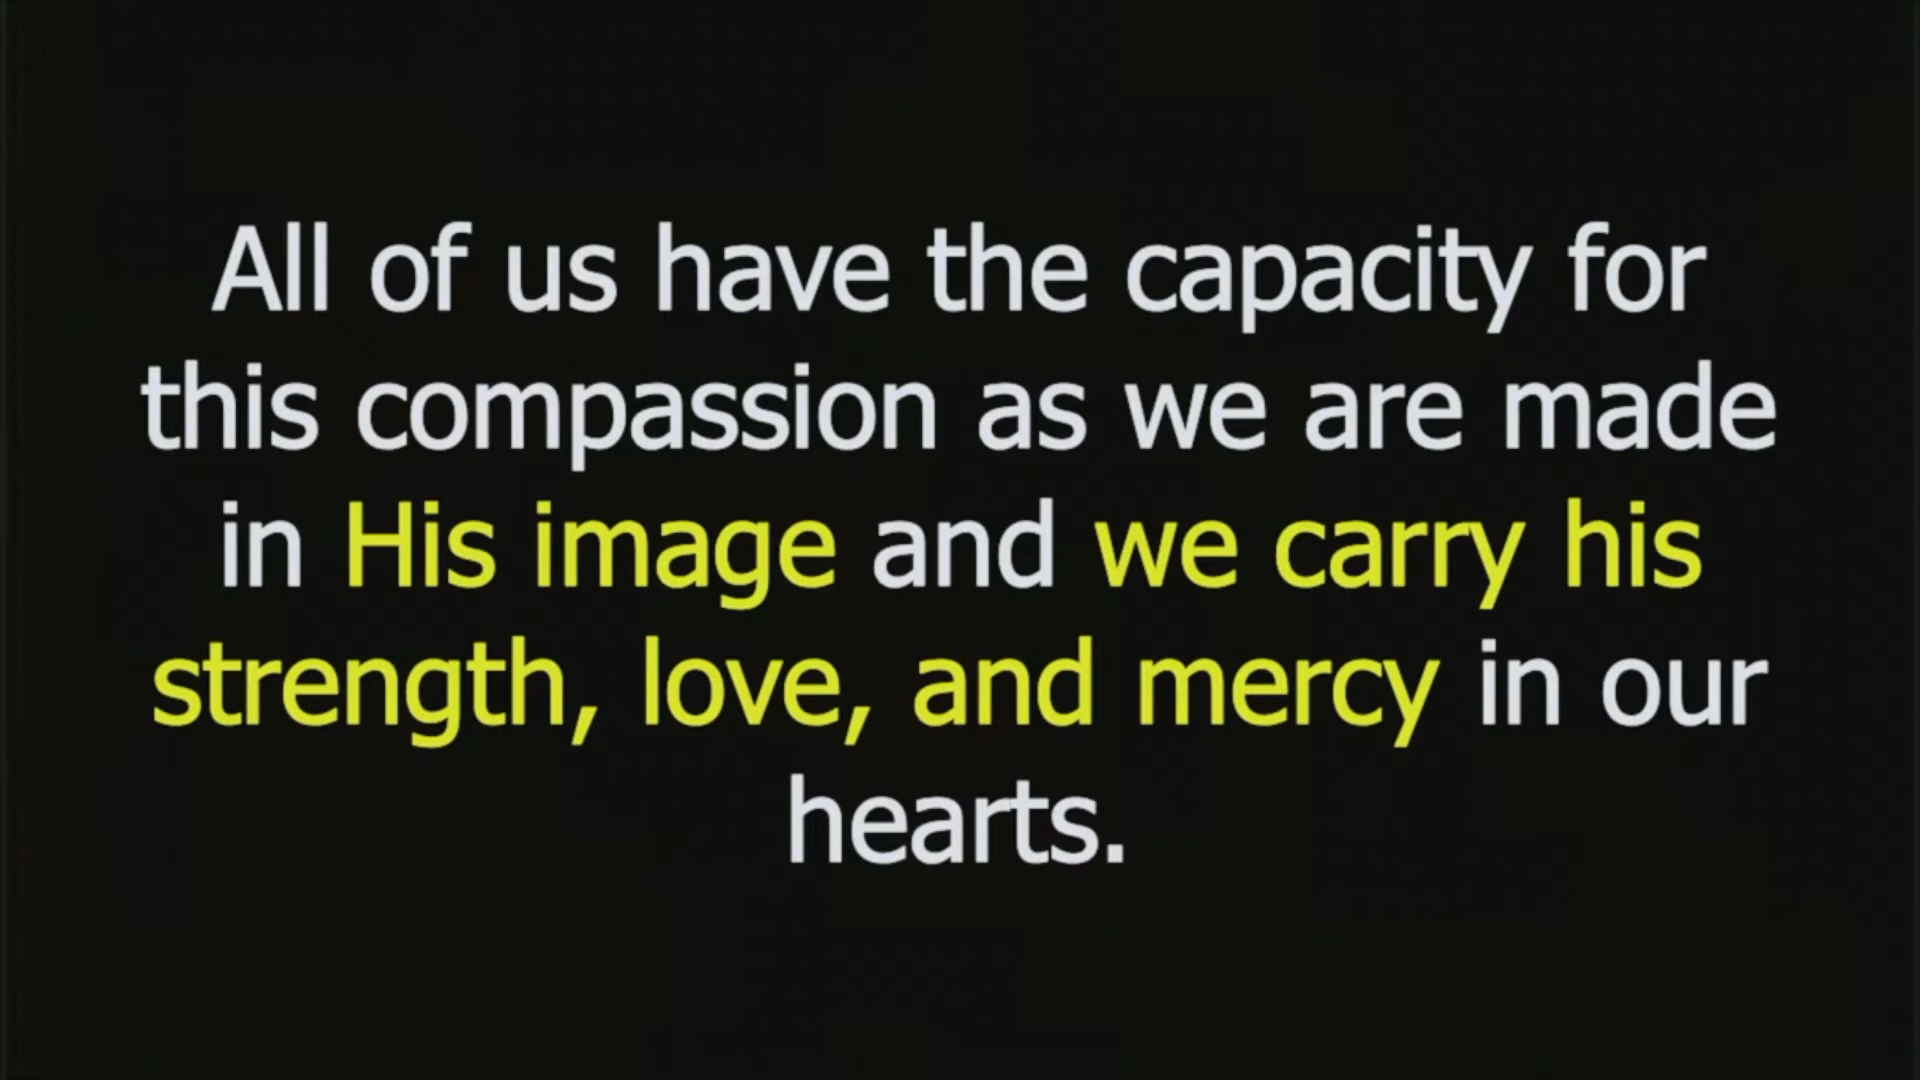 All of us have the capacity for
this compassion as we are made
in His image and we carry his
strength, love, and mercy in our
hearts.